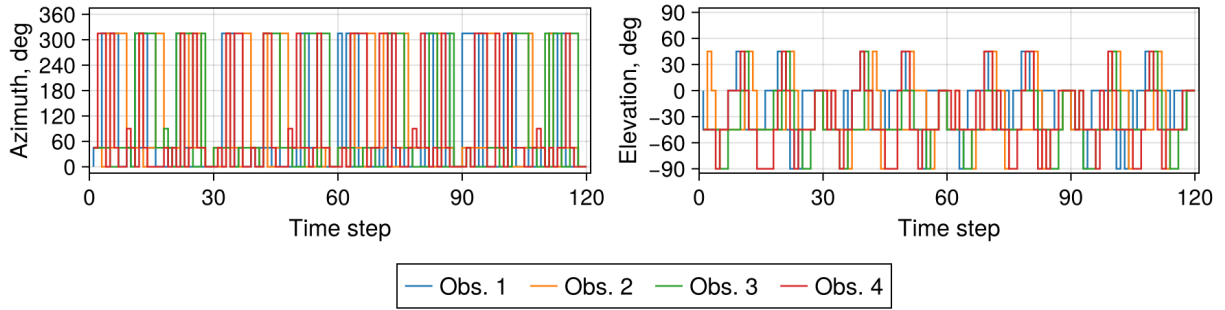 Azimuth, deg
360
300
240
180
120
60
0
0 30 60 90 120
Time step
Elevation, deg
90
60
30
0
−30
−60
−90
0 30 60 90 120
Time step
Obs. 1 Obs. 2 Obs. 3 Obs. 4